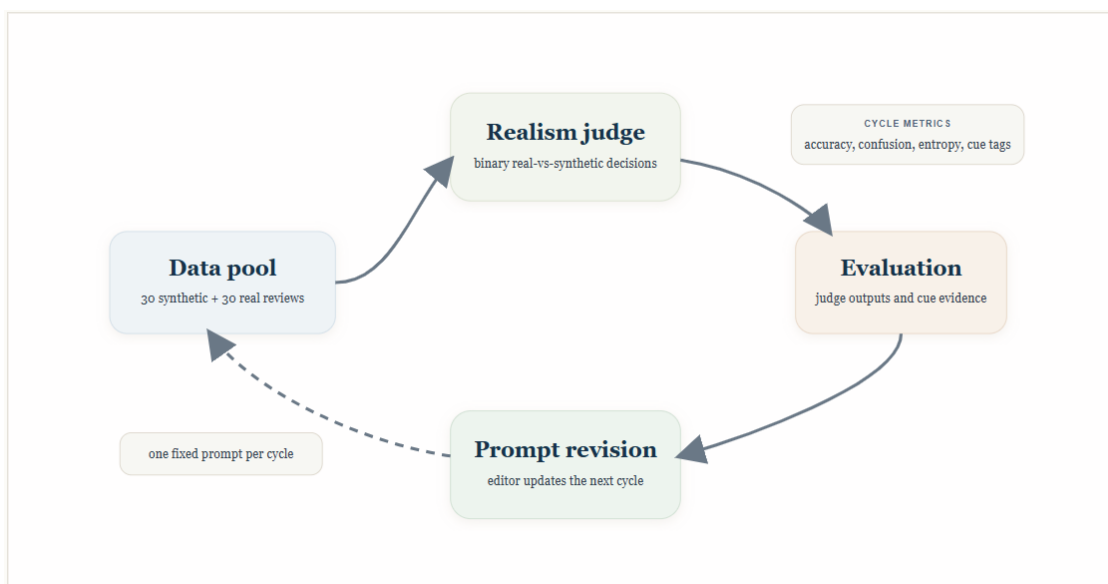 Realism judge
binary real-vs-synthetic decisions
CYCLE METRICS
accuracy, confusion, entropy, cue tags
Data pool
30 synthetic + 30 real reviews
Evaluation
judge outputs and cue evidence
Prompt revision
editor updates the next cycle
one fixed prompt per cycle